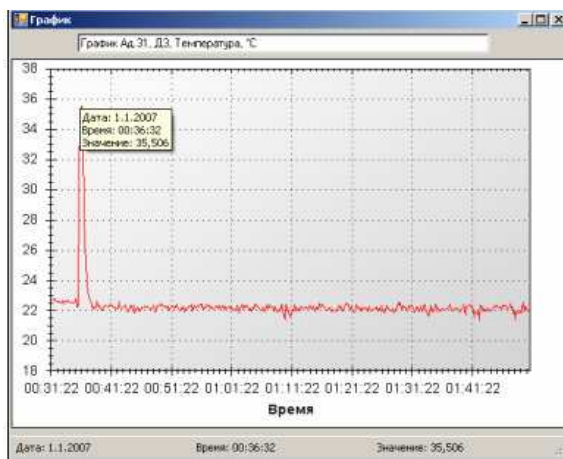 График
График Ад.31, ДЗ, Температура, °С
38
36
34
32
30
28
26
24
22
20
18
Дата: 1.1.2007
Время: 00:36:32
Значение: 35,506
00:31:22 00:41:22 00:51:22 01:01:22 01:11:22 01:21:22 01:31:22 01:41:22
Время
Дата: 1.1.2007 Время: 00:36:32 Значение: 35,506